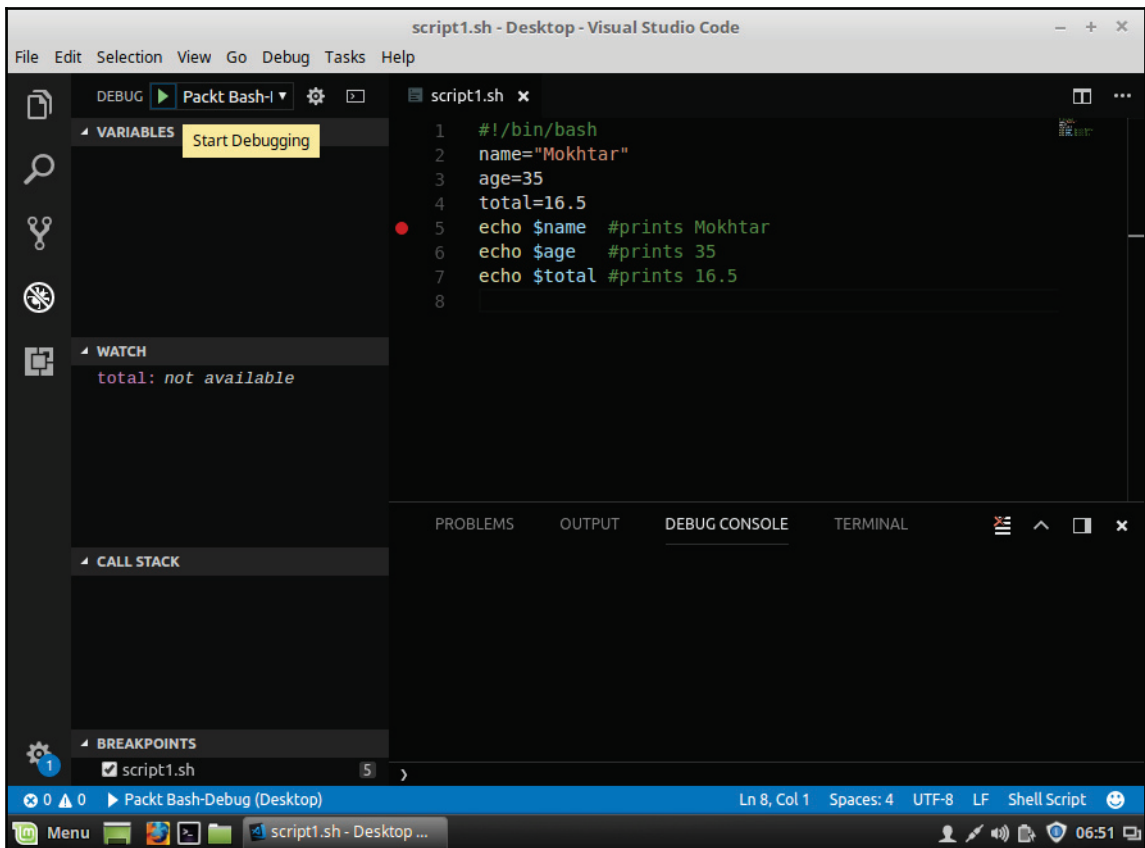 script1.sh - Desktop - Visual Studio Code
File Edit Selection View Go Debug Tasks Help
DEBUG Packt Bash-
script1.sh
VARIABLES
Start Debugging
1 #!/bin/bash
2 name="Mokhtar"
3 age=35
4 total=16.5
5 echo $name  #prints Mokhtar
6 echo $age   #prints 35
7 echo $total #prints 16.5
8
WATCH
total: not available
PROBLEMS OUTPUT DEBUG CONSOLE TERMINAL
CALL STACK
1
BREAKPOINTS
script1.sh 5
0 0 Packt Bash-Debug (Desktop) Ln 8, Col 1 Spaces: 4 UTF-8 LF Shell Script
Menu script1.sh - Desktop ... 06:51